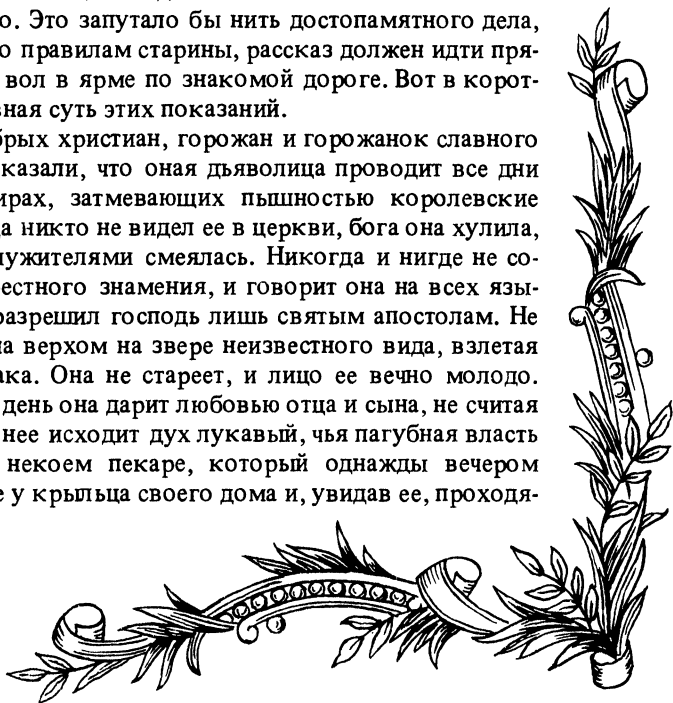 о. Это запутало бы нить достопамятного дела,
о правилам старины, рассказ должен идти пря-
вол в ярме по знакомой дороге. Вот в корот-
вная суть этих показаний.
брых христиан, горожан и горожанок славного
казали, что оная дьяволица проводит все дни
ирах, затмевающих пышностью королевские
да никто не видел ее в церкви, бога она хулила,
лужителями смеялась. Никогда и нигде не со-
естного знамения, и говорит она на всех язы-
разрешил господь лишь святым апостолам. Не
на верхом на звере неизвестного вида, взлетая
ака. Она не стареет, и лицо ее вечно молодо.
день она дарит любовью отца и сына, не считая
нее исходит дух лукавый, чья пагубная власть
некоем пекаре, который однажды вечером
е у крыльца своего дома и, увидав ее, проходя-